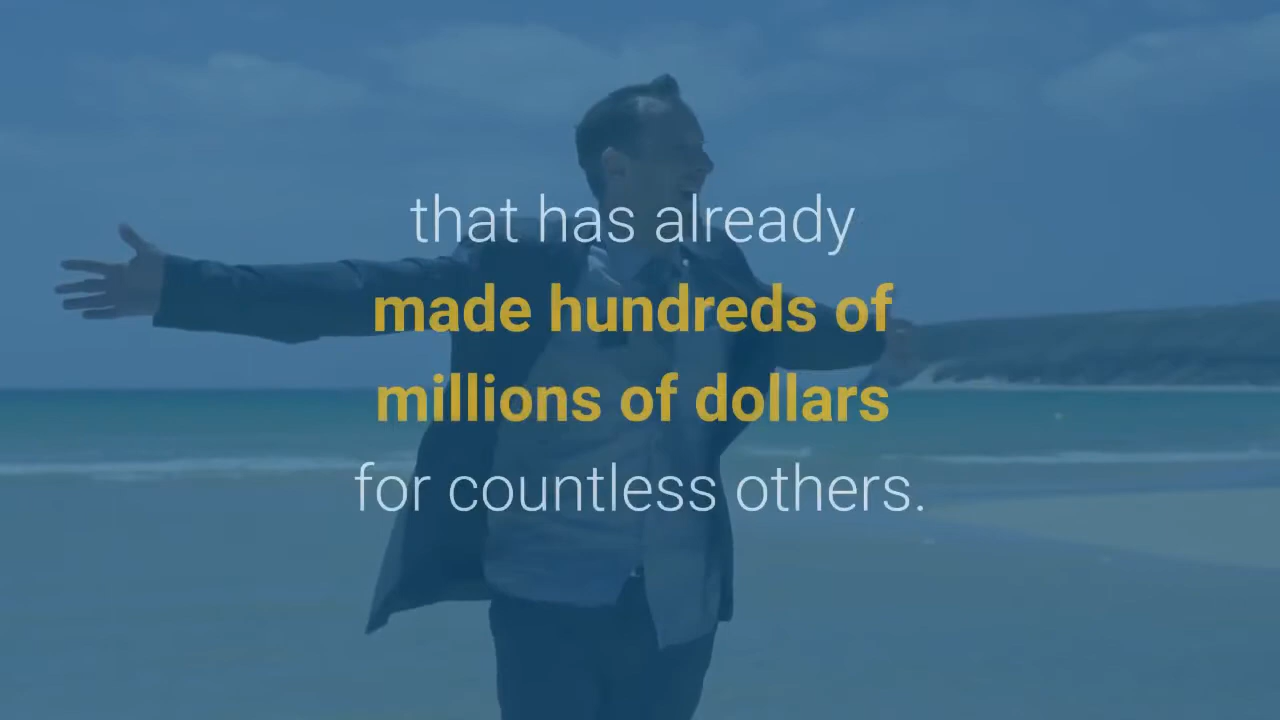 that has already
made hundreds of
millions of dollars
for countless others.